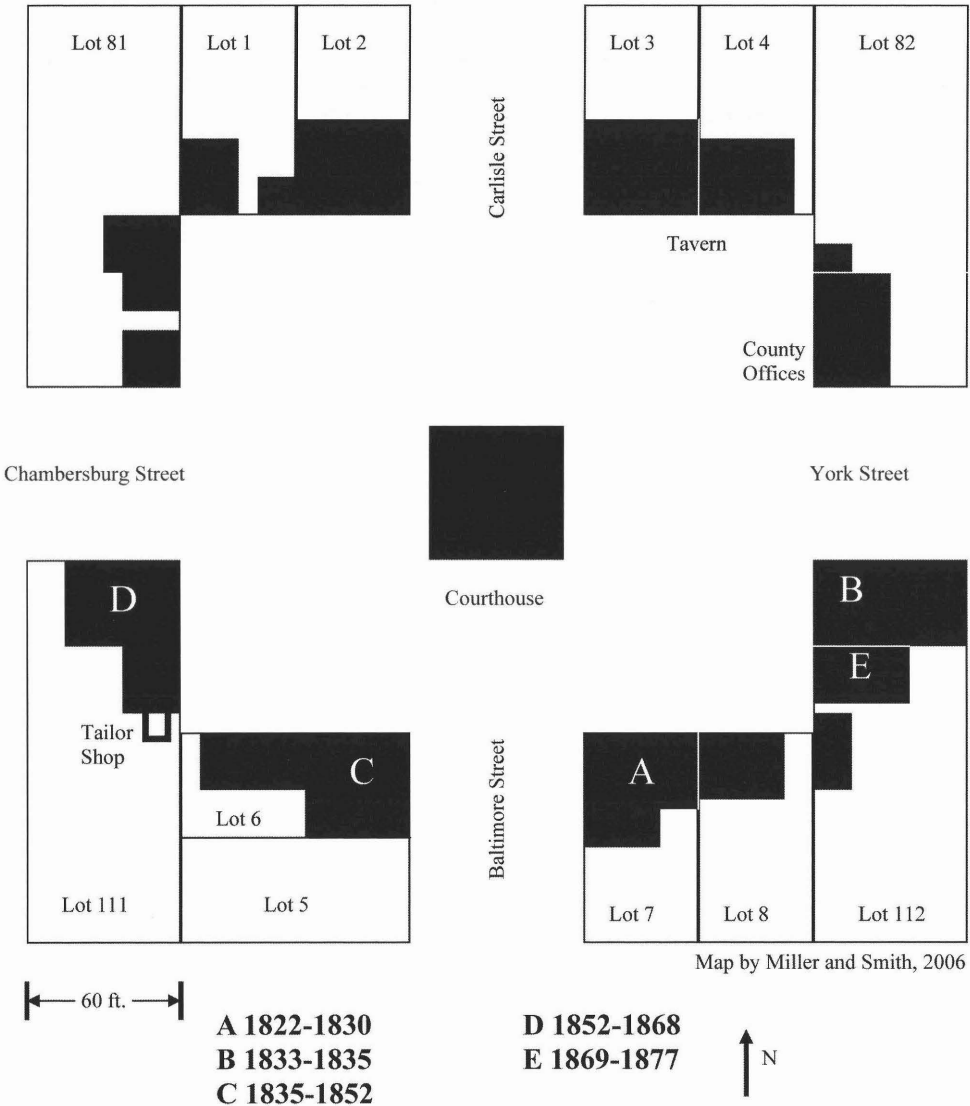 Lot 81
Lot 1
Lot 2
Lot 3
Lot 4
Lot 82
Carlisle Street
Tavern
County
Offices
Chambersburg Street
York Street
Courthouse
D
B
E
Tailor
Shop
C
A
Baltimore Street
Lot 6
Lot 111
Lot 5
Lot 7
Lot 8
Lot 112
Map by Miller and Smith, 2006
60 ft.
A 1822-1830
B 1833-1835
C 1835-1852
D 1852-1868
E 1869-1877
N